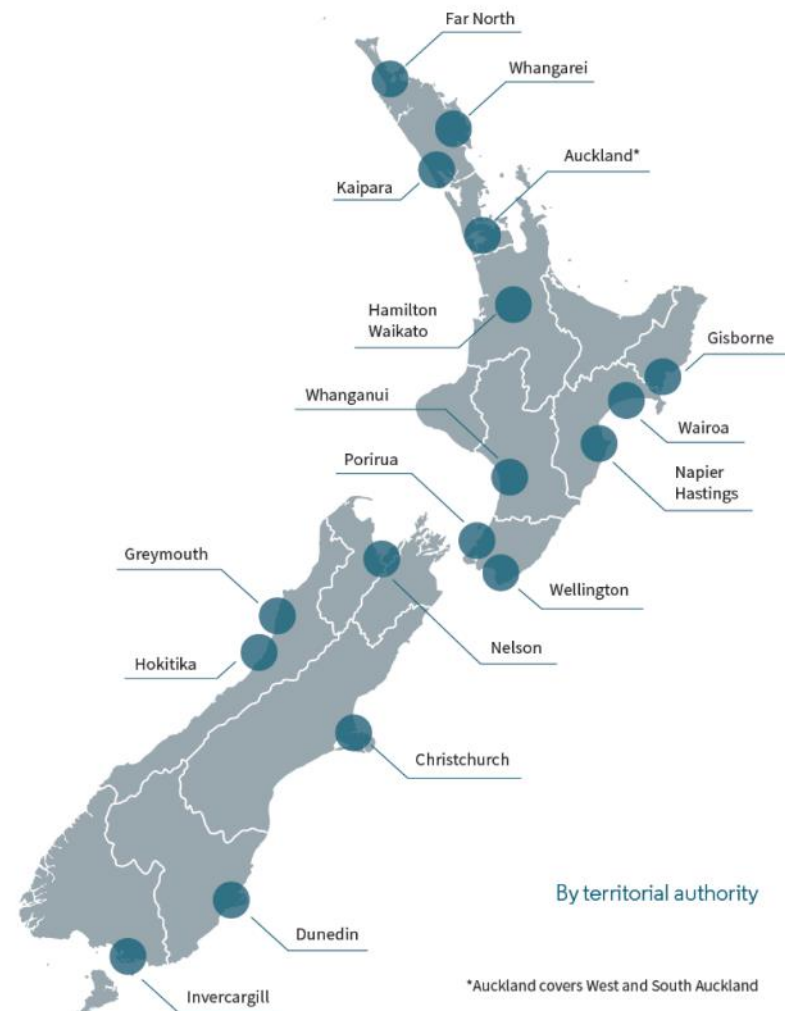 Far North
Whangarei
Auckland*
Kaipara
Hamilton
Waikato
Gisborne
Whanganui
Wairoa
Porirua
Napier
Hastings
Greymouth
Wellington
Nelson
Hokitika
Christchurch
By territorial authority
Dunedin
*Auckland covers West and South Auckland
Invercargill